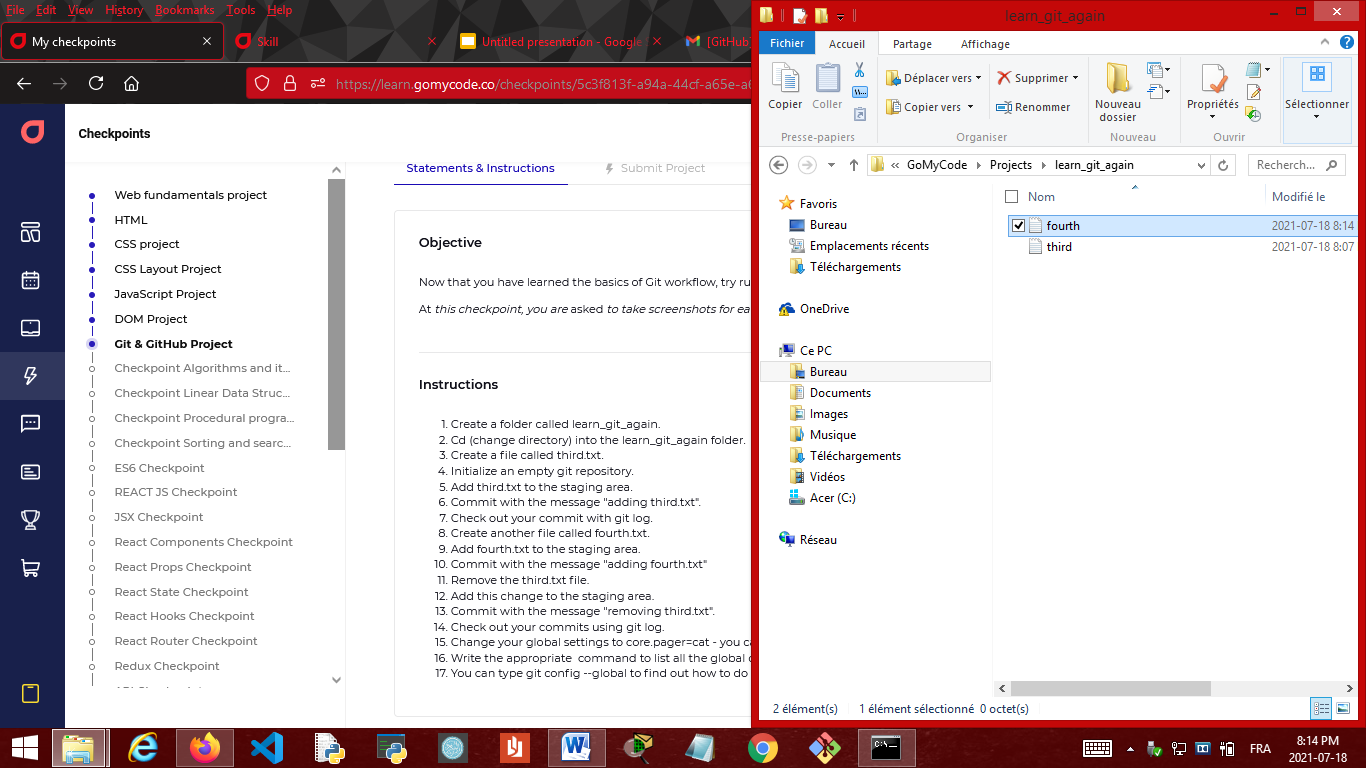 File Edit View History Bookmarks Tools Help
My checkpoints
Skill
Untitled presentation - Google
[GitHub
https://learn.gomycode.co/checkpoints/5c3f813f-a94a-44cf-a65e-a6
Checkpoints
Web fundamentals project
HTML
CSS project
CSS Layout Project
JavaScript Project
DOM Project
Git & GitHub Project
Checkpoint Algorithms and it...
Checkpoint Linear Data Struc...
Checkpoint Procedural progra...
Checkpoint Sorting and searc...
ES6 Checkpoint
REACT JS Checkpoint
JSX Checkpoint
React Components Checkpoint
React Props Checkpoint
React State Checkpoint
React Hooks Checkpoint
React Router Checkpoint
Redux Checkpoint
Statements & Instructions
Submit Project
Objective
Now that you have learned the basics of Git workflow, try ru
At this checkpoint, you are asked to take screenshots for ea
Instructions
1. Create a folder called learn_git_again.
2. Cd (change directory) into the learn_git_again folder.
3. Create a file called third.txt.
4. Initialize an empty git repository.
5. Add third.txt to the staging area.
6. Commit with the message "adding third.txt".
7. Check out your commit with git log.
8. Create another file called fourth.txt.
9. Add fourth.txt to the staging area.
10. Commit with the message "adding fourth.txt"
11. Remove the third.txt file.
12. Add this change to the staging area.
13. Commit with the message "removing third.txt".
14. Check out your commits using git log.
15. Change your global settings to core.pager=cat - you ca
16. Write the appropriate command to list all the global c
17. You can type git config --global to find out how to do
learn_git_again
Fichier Accueil Partage Affichage
Copier
Coller
Presse-papiers
Déplacer vers
Copier vers
Supprimer
Renommer
Organiser
Nouveau dossier
Nouveau
Propriétés
Ouvrir
Sélectionner
« GoMyCode Projects learn_git_again
Recherc...
Favoris
Bureau
Emplacements récents
Téléchargements
OneDrive
Ce PC
Bureau
Documents
Images
Musique
Téléchargements
Vidéos
Acer (C:)
Réseau
Nom Modifié le
fourth 2021-07-18 8:14
third 2021-07-18 8:07
2 élément(s) 1 élément sélectionné 0 octet(s)
FRA
8:14 PM
2021-07-18